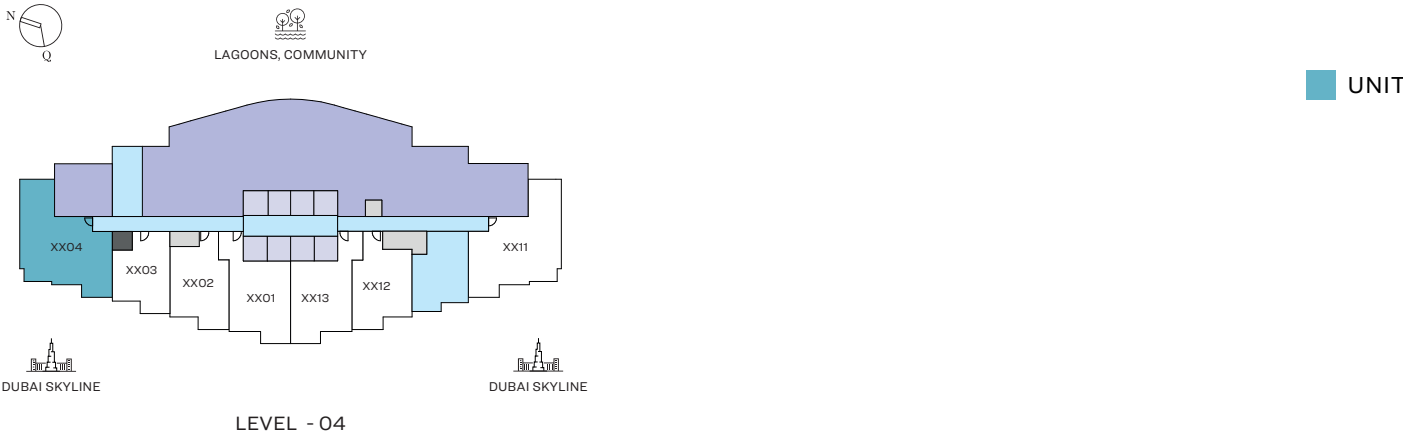 N
Q
LAGOONS, COMMUNITY
UNIT
XX04
XX03
XX02
XX01
XX13
XX12
XX11
DUBAI SKYLINE
DUBAI SKYLINE
LEVEL - 04